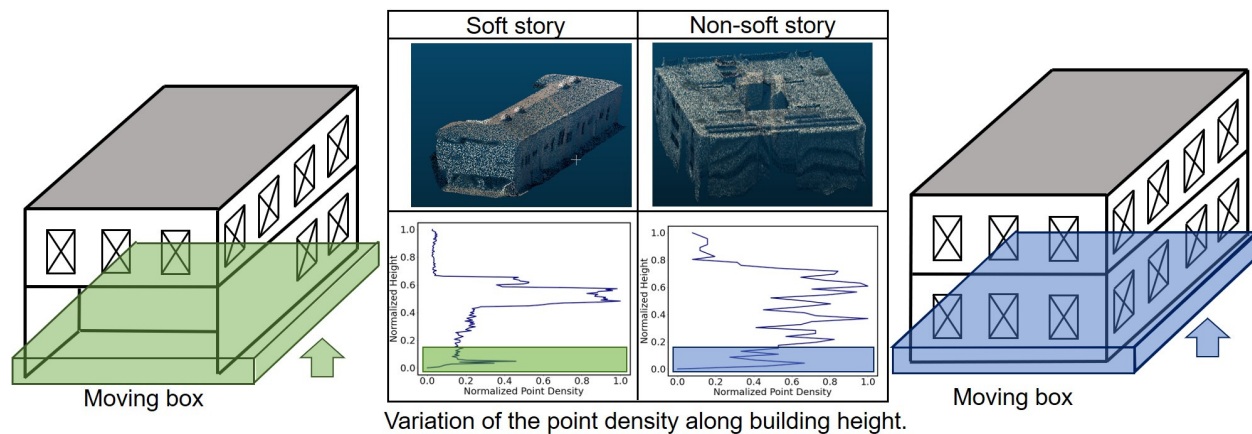 Soft story
Non-soft story
1.0
0.8
0.6
0.4
0.2
0.0
Normalized Height
0.0 0.2 0.4 0.6 0.8 1.0
Normalized Point Density
1.0
0.8
0.6
0.4
0.2
0.0
Normalized Height
0.0 0.2 0.4 0.6 0.8 1.0
Normalized Point Density
Moving box
Moving box
Variation of the point density along building height.